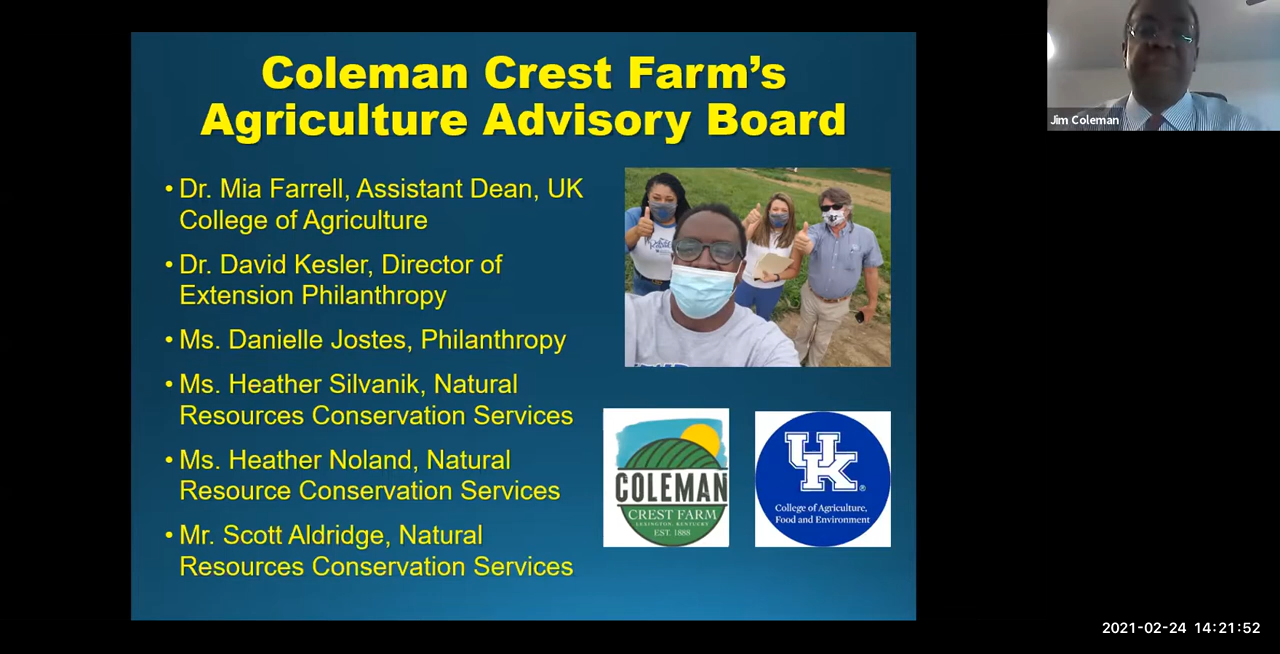 Coleman Crest Farm’s
Agriculture Advisory Board
• Dr. Mia Farrell, Assistant Dean, UK
College of Agriculture
• Dr. David Kesler, Director of
Extension Philanthropy
• Ms. Danielle Jostes, Philanthropy
• Ms. Heather Silvanik, Natural
Resources Conservation Services
• Ms. Heather Noland, Natural
Resource Conservation Services
• Mr. Scott Aldridge, Natural
Resources Conservation Services
COLEMAN
CREST FARM
LEXINGTON, KENTUCKY
EST. 1888
UK®
College of Agriculture,
Food and Environment
Jim Coleman
2021-02-24 14:21:52